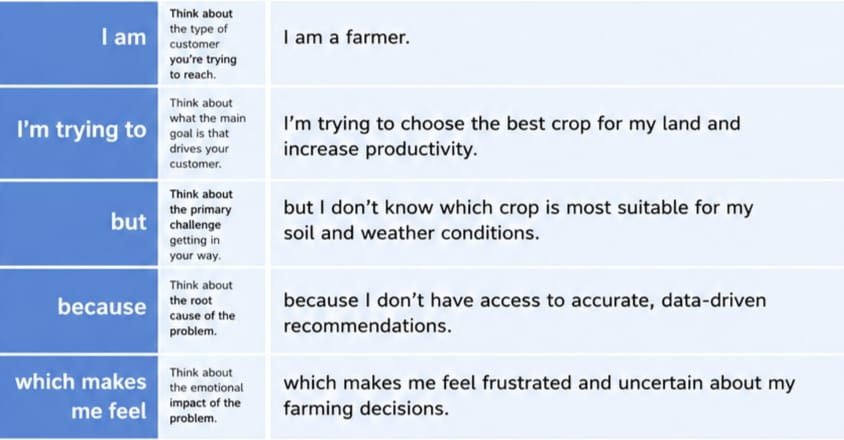 I am
Think about
the type of
customer
you're trying
to reach.
I am a farmer.
I'm trying to
Think about
what the main
goal is that
drives your
customer.
I'm trying to choose the best crop for my land and
increase productivity.
but
Think about
the primary
challenge
getting in
your way.
but I don't know which crop is most suitable for my
soil and weather conditions.
because
Think about
the root
cause of the
problem.
because I don't have access to accurate, data-driven
recommendations.
which makes
me feel
Think about
the emotional
impact of the
problem.
which makes me feel frustrated and uncertain about my
farming decisions.